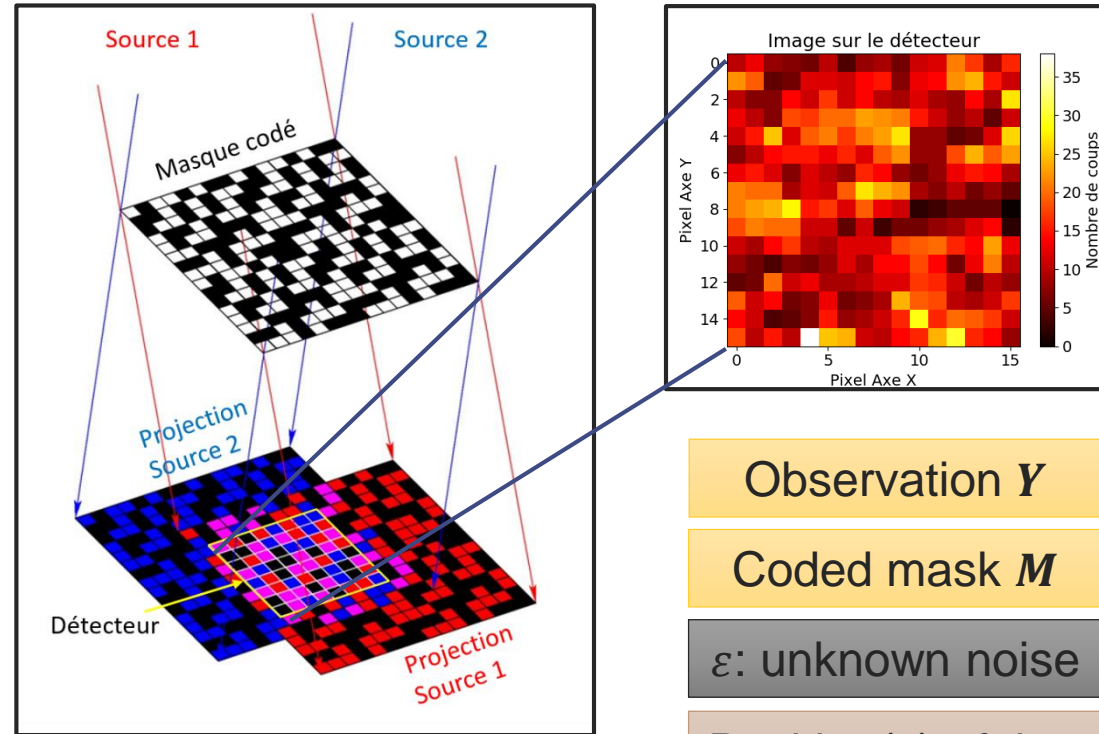 Source 1
Source 2
Masque codé
Projection
Source 2
Détecteur
Projection
Source 1
Image sur le détecteur
0
2
4
6
8
10
12
14
Pixel Axe Y
0
5
10
15
Pixel Axe X
35
30
25
20
15
10
5
0
Nombre de coups
Observation Y
Coded mask M
ε: unknown noise